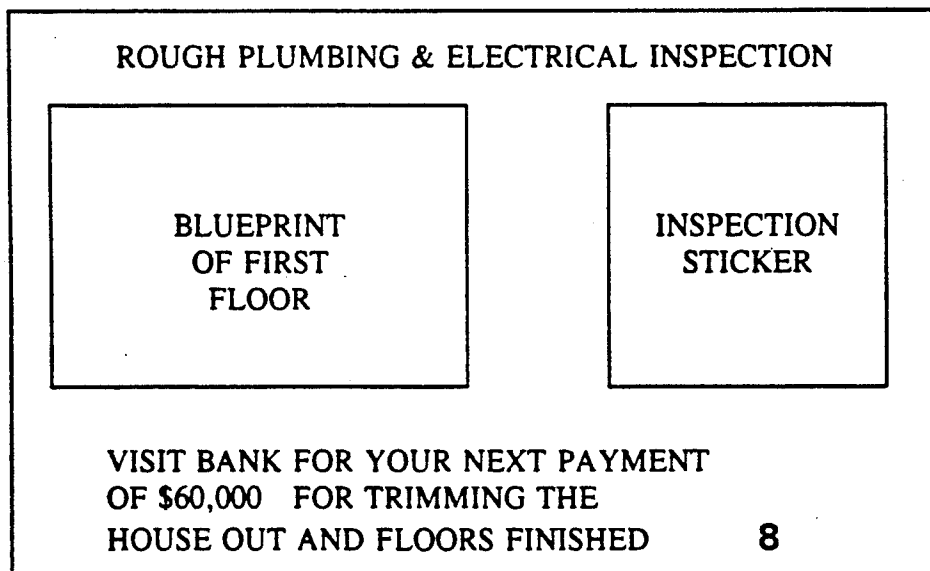 ROUGH PLUMBING & ELECTRICAL INSPECTION
BLUEPRINT
OF FIRST
FLOOR
INSPECTION
STICKER
VISIT BANK FOR YOUR NEXT PAYMENT
OF $60,000 FOR TRIMMING THE
HOUSE OUT AND FLOORS FINISHED 8